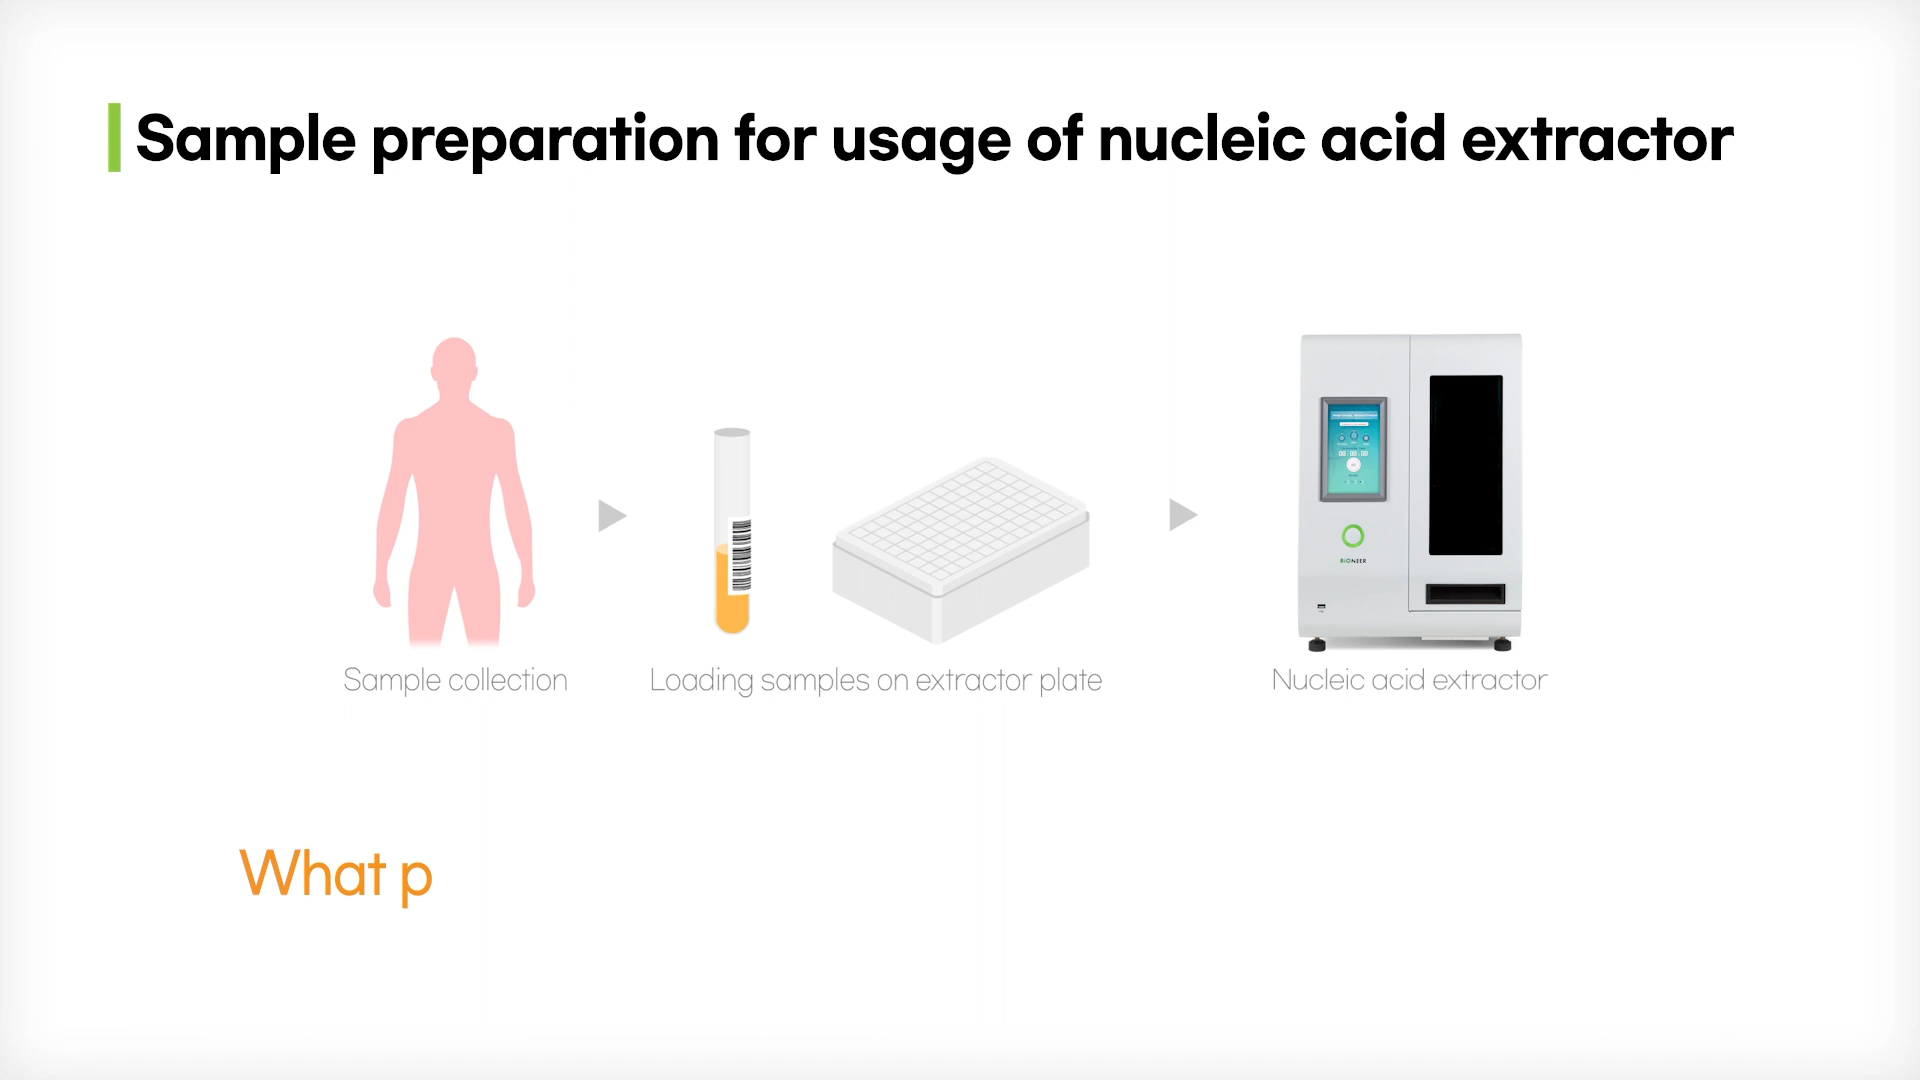 Sample preparation for usage of nucleic acid extractor
BIONEER
Sample collection
Loading samples on extractor plate
Nucleic acid extractor
What p